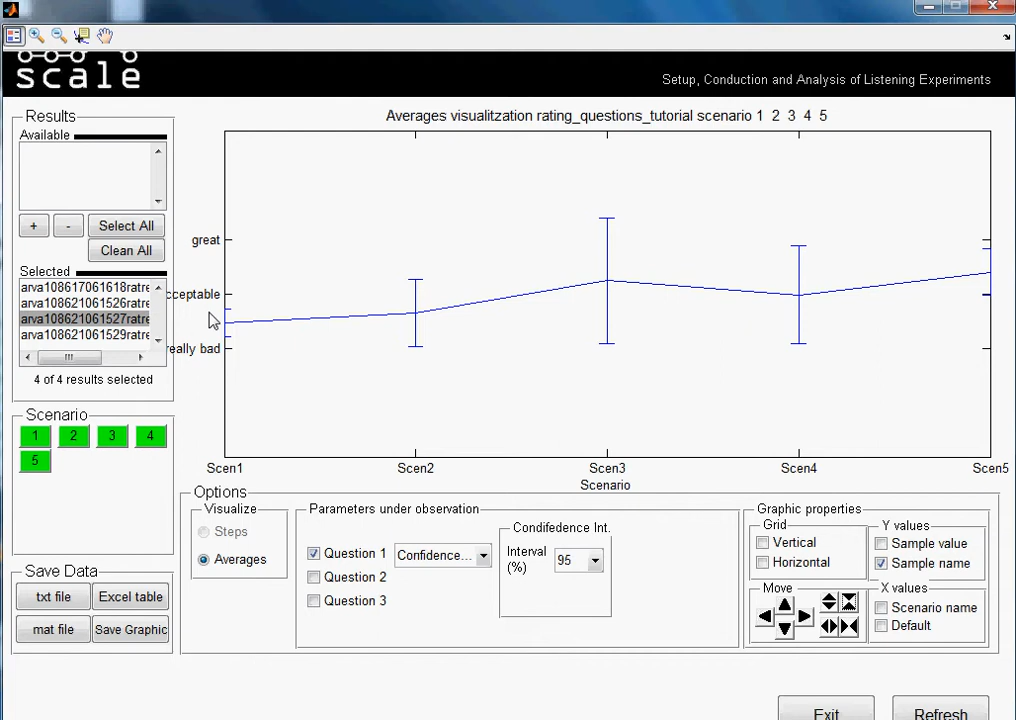 scale
Setup, Conduction and Analysis of Listening Experiments
Results
Available
+
-
Select All
Clean All
Selected
arva108617061618ratre
arva108621061526ratre
arva108621061527ratre
arva108621061529ratre
4 of 4 results selected
Scenario
1 2 3 4
5
Save Data
txt file
Excel table
mat file
Save Graphic
Averages visualitzation rating_questions_tutorial scenario 1 2 3 4 5
great
cceptable
really bad
Scen1 Scen2 Scen3 Scen4 Scen5
Scenario
Options
Visualize
Steps
Averages
Parameters under observation
Question 1
Confidence...
Question 2
Question 3
Condifedence Int.
Interval
(%)
95
Graphic properties
Grid
Vertical
Horizontal
Y values
Sample value
Sample name
Move
X values
Scenario name
Default
Exit
Refresh